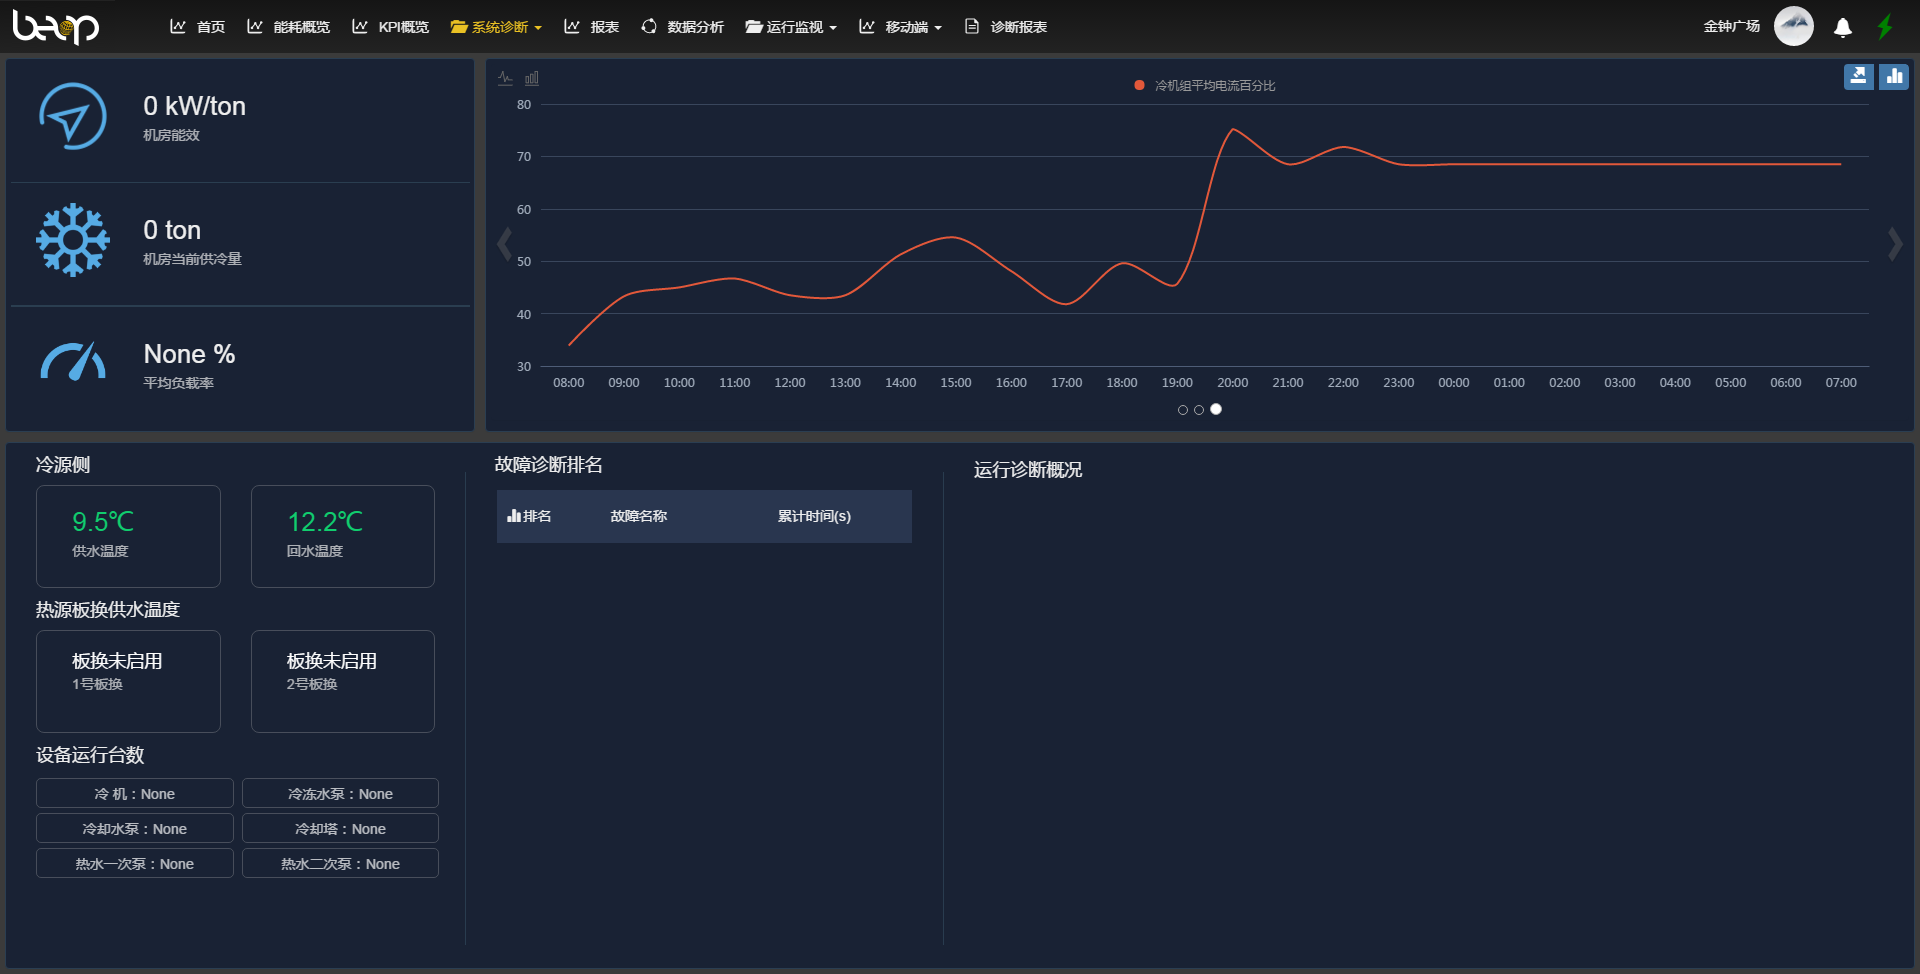 beop
首页 能耗概览 KPI概览 系统诊断 报表 数据分析 运行监视 移动端 诊断报表 金钟广场
0 kW/ton
机房能效
0 ton
机房当前供冷量
None %
平均负载率
冷机组平均电流百分比
80
70
60
50
40
30
08:00 09:00 10:00 11:00 12:00 13:00 14:00 15:00 16:00 17:00 18:00 19:00 20:00 21:00 22:00 23:00 00:00 01:00 02:00 03:00 04:00 05:00 06:00 07:00
冷源侧
9.5℃ 12.2℃
供水温度 回水温度
热源板换供水温度
板换未启用 板换未启用
1号板换 2号板换
设备运行台数
冷 机：None 冷冻水泵：None
冷却水泵：None 冷却塔：None
热水一次泵：None 热水二次泵：None
故障诊断排名
排名 故障名称 累计时间(s)
运行诊断概况